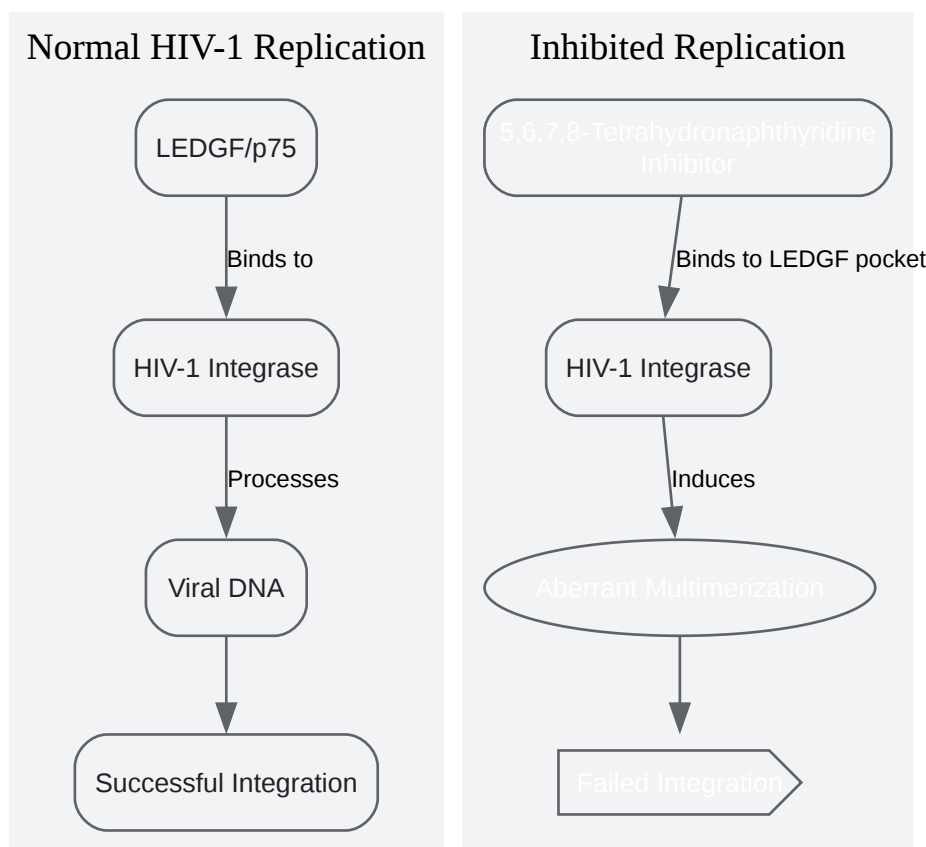 Normal HIV-1 Replication
LEDGF/p75
Binds to
HIV-1 Integrase
Processes
Viral DNA
Successful Integration
Inhibited Replication
5,6,7,8-Tetrahydronaphthyridine
Inhibitor
Binds to LEDGF pocket
HIV-1 Integrase
Induces
Aberrant Multimerization
Failed Integration